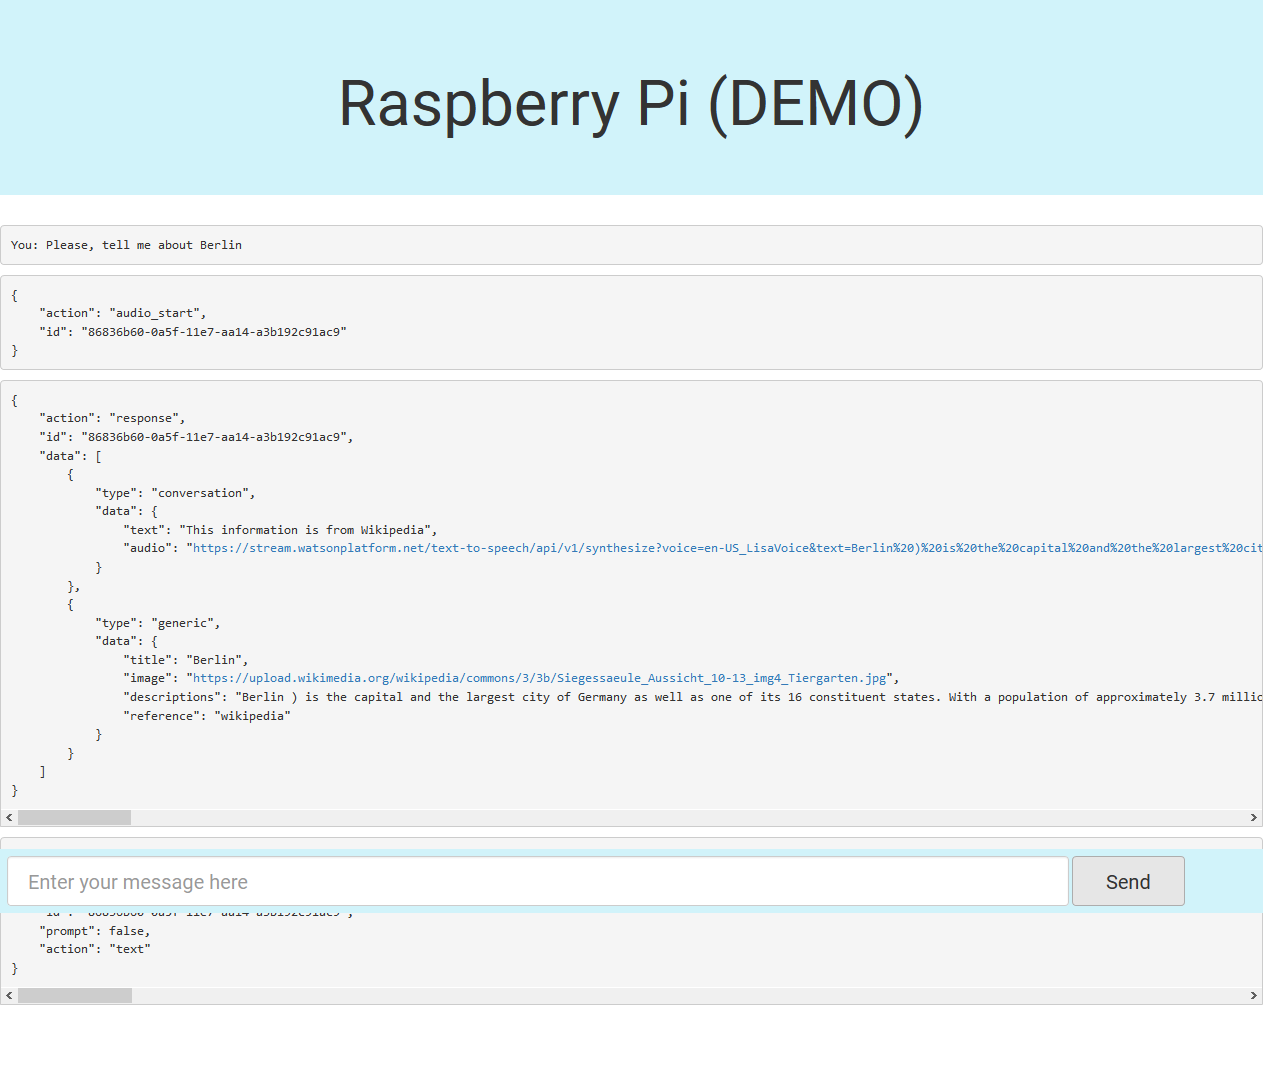 Raspberry Pi (DEMO)
You: Please, tell me about Berlin
{
    "action": "audio_start",
    "id": "86836b60-0a5f-11e7-aa14-a3b192c91ac9"
}
{
    "action": "response",
    "id": "86836b60-0a5f-11e7-aa14-a3b192c91ac9",
    "data": [
        {
            "type": "conversation",
            "data": {
                "text": "This information is from Wikipedia",
                "audio": "https://stream.watsonplatform.net/text-to-speech/api/v1/synthesize?voice=en-US_LisaVoice&text=Berlin%20)%20is%20the%20capital%20and%20the%20largest%20cit
            }
        },
        {
            "type": "generic",
            "data": {
                "title": "Berlin",
                "image": "https://upload.wikimedia.org/wikipedia/commons/3/3b/Siegessaeule_Aussicht_10-13_img4_Tiergarten.jpg",
                "descriptions": "Berlin ) is the capital and the largest city of Germany as well as one of its 16 constituent states. With a population of approximately 3.7 millio
                "reference": "wikipedia"
            }
        }
    ]
}
Enter your message here
Send
    "prompt": false,
    "action": "text"
}